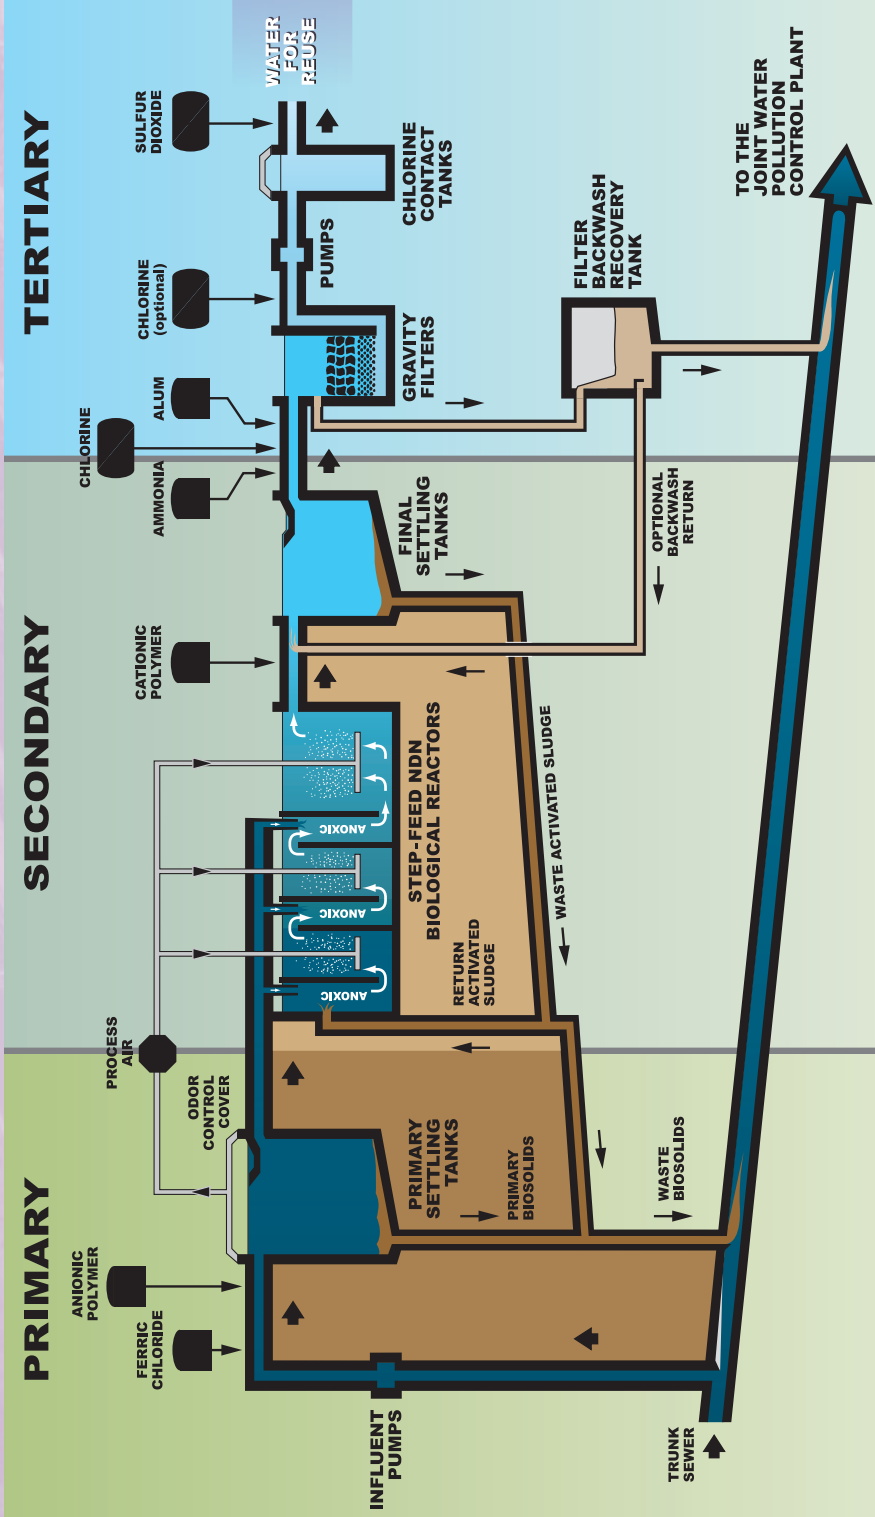 PRIMARY
SECONDARY
TERTIARY
ANIONIC
POLYMER
FERRIC
CHLORIDE
ODOR
CONTROL
COVER
PROCESS
AIR
CATIONIC
POLYMER
AMMONIA
CHLORINE
ALUM
CHLORINE
(optional)
SULFUR
DIOXIDE
WATER
FOR
REUSE
ANOXIC
ANOXIC
ANOXIC
INFLUENT
PUMPS
PRIMARY
SETTLING
TANKS
PRIMARY
BIOSOLIDS
RETURN
ACTIVATED
SLUDGE
STEP-FEED NDN
BIOLOGICAL REACTORS
WASTE ACTIVATED SLUDGE
FINAL
SETTLING
TANKS
GRAVITY
FILTERS
PUMPS
CHLORINE
CONTACT
TANKS
FILTER
BACKWASH
RECOVERY
TANK
OPTIONAL
BACKWASH
RETURN
WASTE
BIOSOLIDS
TRUNK
SEWER
TO THE
JOINT WATER
POLLUTION
CONTROL PLANT